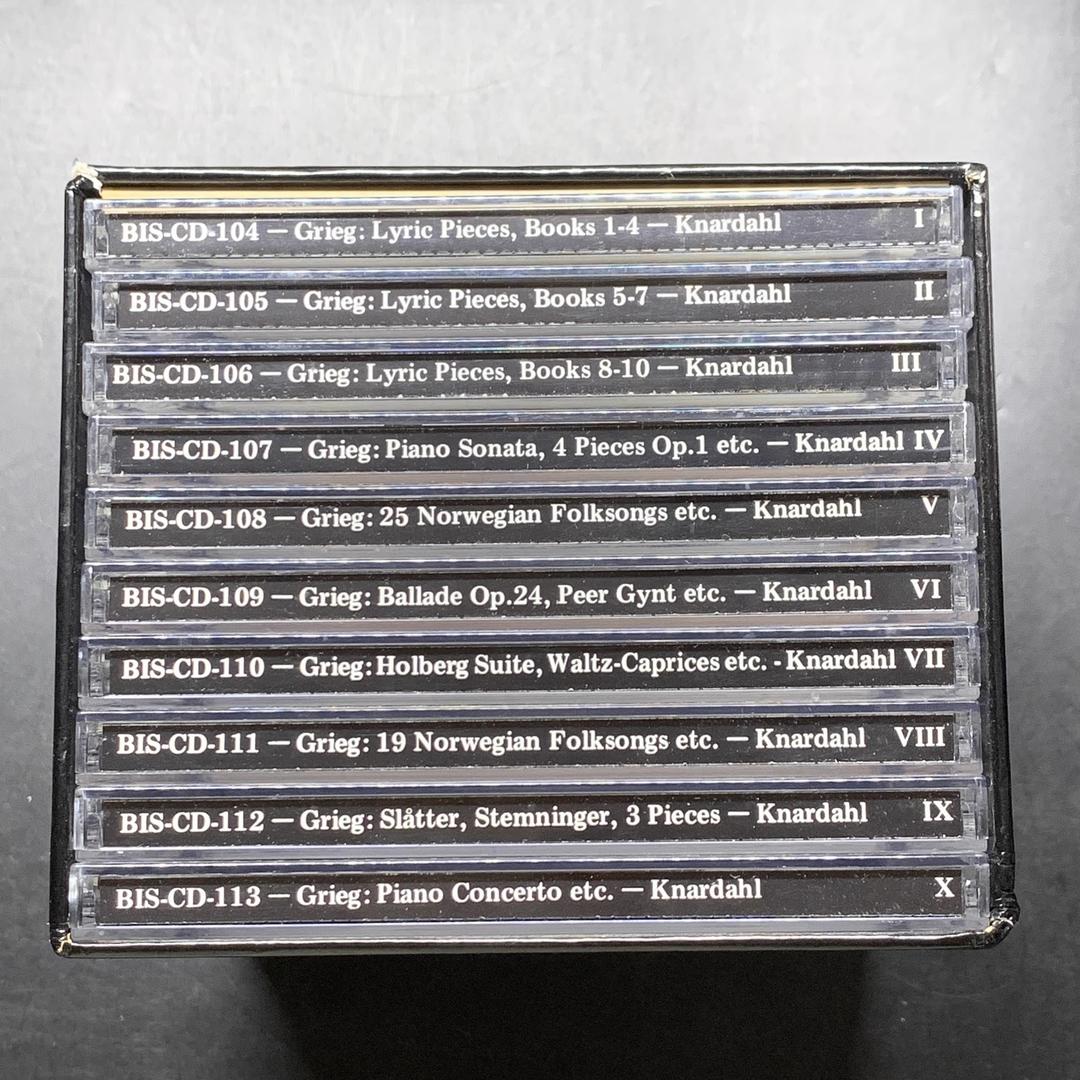 BIS-CD-104 — Grieg: Lyric Pieces, Books 1-4 — Knardahl I
BIS-CD-105 — Grieg: Lyric Pieces, Books 5-7 — Knardahl II
BIS-CD-106 — Grieg: Lyric Pieces, Books 8-10 — Knardahl III
BIS-CD-107 — Grieg: Piano Sonata, 4 Pieces Op.1 etc. — Knardahl IV
BIS-CD-108 — Grieg: 25 Norwegian Folksongs etc. — Knardahl V
BIS-CD-109 — Grieg: Ballade Op.24, Peer Gynt etc. — Knardahl VI
BIS-CD-110 — Grieg: Holberg Suite, Waltz-Caprices etc. - Knardahl VII
BIS-CD-111 — Grieg: 19 Norwegian Folksongs etc. — Knardahl VIII
BIS-CD-112 — Grieg: Slåtter, Stemninger, 3 Pieces — Knardahl IX
BIS-CD-113 — Grieg: Piano Concerto etc. — Knardahl X